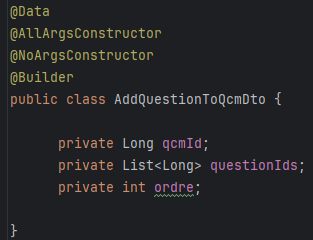 @Data
@AllArgsConstructor
@NoArgsConstructor
@Builder
public class AddQuestionToQcmDto {
private Long qcmId;
private List<Long> questionIds;
private int ordre;
}